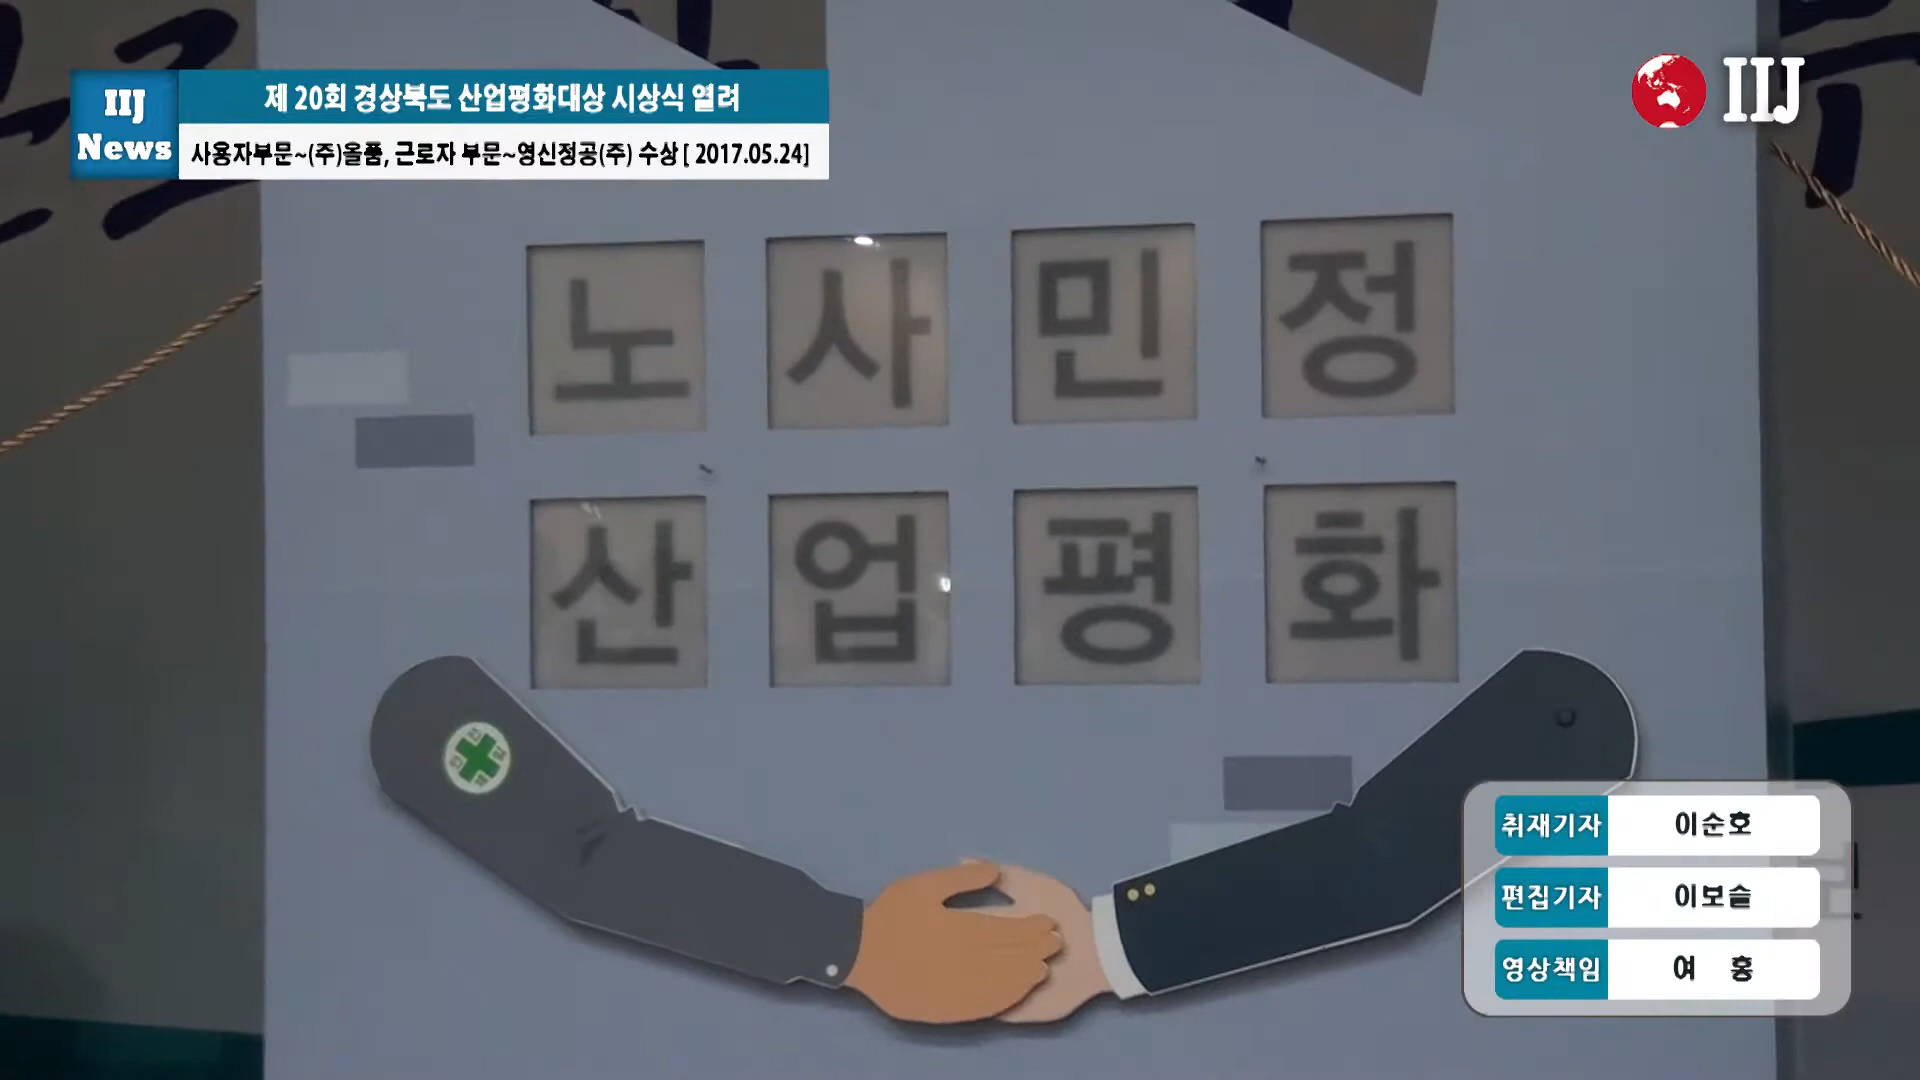 IIJ
News
제 20회 경상북도 산업평화대상 시상식 열려
사용자부문~(주)올품, 근로자 부문~영신정공(주) 수상 [ 2017.05.24]
IIJ
노 사 민 정
산 업 평 화
취재기자 이순호
편집기자 이보슬
영상책임 여 홍